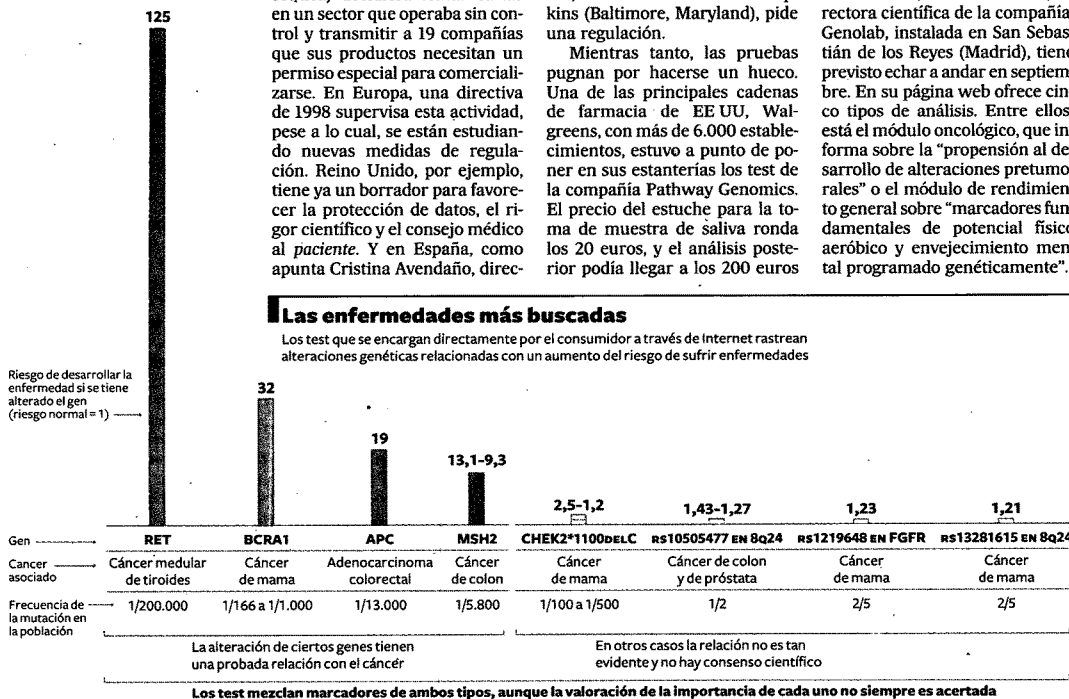 en un sector que operaba sin con-
trol y transmitir a 19 compañías
que sus productos necesitan un
permiso especial para comerciali-
zarse. En Europa, una directiva
de 1998 supervisa esta actividad,
pese a lo cual, se están estudian-
do nuevas medidas de regula-
ción. Reino Unido, por ejemplo,
tiene ya un borrador para favore-
cer la protección de datos, el ri-
gor científico y el consejo médico
al paciente. Y en España, como
apunta Cristina Avendaño, direc-
kins (Baltimore, Maryland), pide
una regulación.
Mientras tanto, las pruebas
pugnan por hacerse un hueco.
Una de las principales cadenas
de farmacia de EE UU, Wal-
greens, con más de 6.000 estable-
cimientos, estuvo a punto de po-
ner en sus estanterías los test de
la compañía Pathway Genomics.
El precio del estuche para la to-
ma de muestra de saliva ronda
los 20 euros, y el análisis poste-
rior podía llegar a los 200 euros
rectora científica de la compañía
Genolab, instalada en San Sebas
tián de los Reyes (Madrid), tiene
previsto echar a andar en septiem
bre. En su página web ofrece cin
co tipos de análisis. Entre ellos
está el módulo oncológico, que in
forma sobre la “propensión al de
sarrollo de alteraciones pretumo
rales” o el módulo de rendimien
to general sobre “marcadores fun
damentales de potencial físico
aeróbico y envejecimiento men
tal programado genéticamente”.
Las enfermedades más buscadas
Los test que se encargan directamente por el consumidor a través de Internet rastrean
alteraciones genéticas relacionadas con un aumento del riesgo de sufrir enfermedades
Riesgo de desarrollar la
enfermedad si se tiene
alterado el gen
(riesgo normal = 1)
125
32
19
13,1-9,3
2,5-1,2
1,43-1,27
1,23
1,21
Gen
RET
BCRA1
APC
MSH2
CHEK2*1100DELC
RS10505477 EN 8Q24
RS1219648 EN FGFR
RS13281615 EN 8Q24
Cancer
asociado
Cáncer medular
de tiroides
Cáncer
de mama
Adenocarcinoma
colorectal
Cáncer
de colon
Cáncer
de mama
Cáncer de colon
y de próstata
Cáncer
de mama
Cáncer
de mama
Frecuencia de
la mutación en
la población
1/200.000
1/166 a 1/1.000
1/13.000
1/5.800
1/100 a 1/500
1/2
2/5
2/5
La alteración de ciertos genes tienen
una probada relación con el cáncér
En otros casos la relación no es tan
evidente y no hay consenso científico
Los test mezclan marcadores de ambos tipos, aunque la valoración de la importancia de cada uno no siempre es acertada